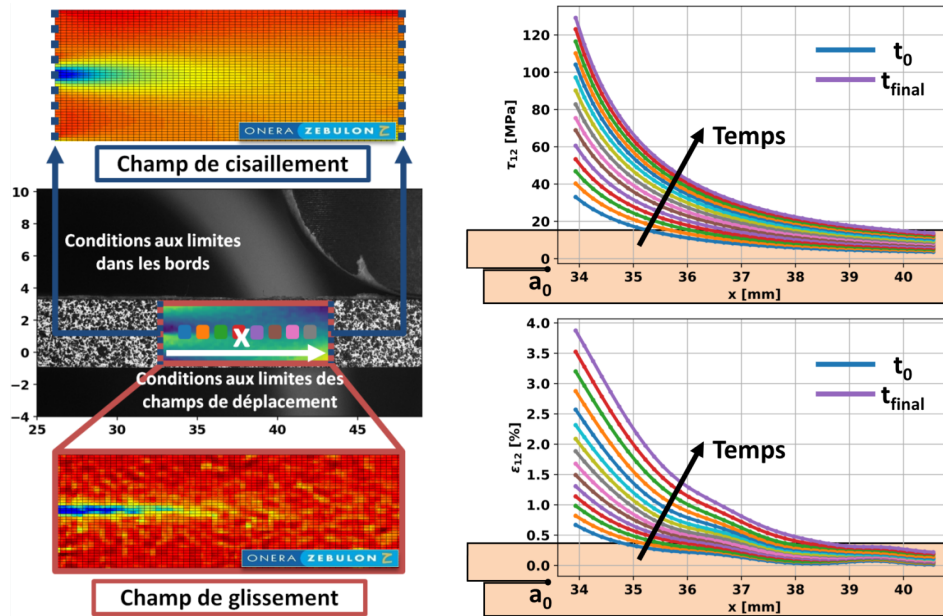 ONERA ZEBULON Z
Champ de cisaillement
10
8
6
4
2
0
−2
−4
Conditions aux limites
dans les bords
X
Conditions aux limites des
champs de déplacement
25 30 35 40 45
ONERA ZEBULON Z
Champ de glissement
τ12 [MPa]
120
100
80
60
40
20
0
t0
tfinal
Temps
a0
34 35 36 37 38 39 40
x [mm]
ε12 [%]
4.0
3.5
3.0
2.5
2.0
1.5
1.0
0.5
0.0
t0
tfinal
Temps
a0
34 35 36 37 38 39 40
x [mm]